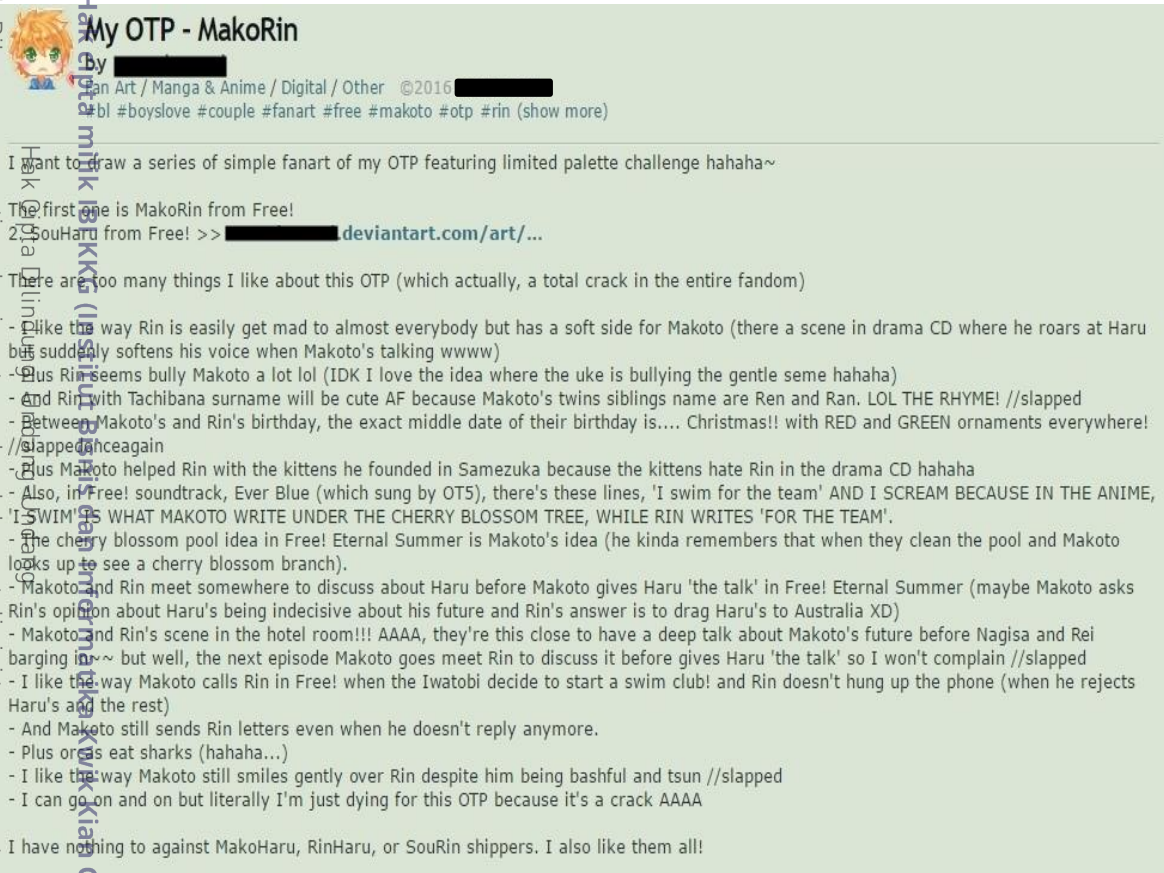 My OTP - MakoRin
by
Fan Art / Manga & Anime / Digital / Other ©2016
#bl #boyslove #couple #fanart #free #makoto #otp #rin (show more)
I want to draw a series of simple fanart of my OTP featuring limited palette challenge hahaha~
The first one is MakoRin from Free!
2. SouHaru from Free! >> .deviantart.com/art/...
There are too many things I like about this OTP (which actually, a total crack in the entire fandom)
- I like the way Rin is easily get mad to almost everybody but has a soft side for Makoto (there a scene in drama CD where he roars at Haru
but suddenly softens his voice when Makoto's talking wwww)
- Plus Rin seems bully Makoto a lot lol (IDK I love the idea where the uke is bullying the gentle seme hahaha)
- And Rin with Tachibana surname will be cute AF because Makoto's twins siblings name are Ren and Ran. LOL THE RHYME! //slapped
- Between Makoto's and Rin's birthday, the exact middle date of their birthday is.... Christmas!! with RED and GREEN ornaments everywhere!
//slappedonceagain
- Plus Makoto helped Rin with the kittens he founded in Samezuka because the kittens hate Rin in the drama CD hahaha
- Also, in Free! soundtrack, Ever Blue (which sung by OT5), there's these lines, 'I swim for the team' AND I SCREAM BECAUSE IN THE ANIME,
'I SWIM' IS WHAT MAKOTO WRITE UNDER THE CHERRY BLOSSOM TREE, WHILE RIN WRITES 'FOR THE TEAM'.
- The cherry blossom pool idea in Free! Eternal Summer is Makoto's idea (he kinda remembers that when they clean the pool and Makoto
looks up to see a cherry blossom branch).
- Makoto and Rin meet somewhere to discuss about Haru before Makoto gives Haru 'the talk' in Free! Eternal Summer (maybe Makoto asks
Rin's opinion about Haru's being indecisive about his future and Rin's answer is to drag Haru's to Australia XD)
- Makoto and Rin's scene in the hotel room!!! AAAA, they're this close to have a deep talk about Makoto's future before Nagisa and Rei
barging in~~ but well, the next episode Makoto goes meet Rin to discuss it before gives Haru 'the talk' so I won't complain //slapped
- I like the way Makoto calls Rin in Free! when the Iwatobi decide to start a swim club! and Rin doesn't hung up the phone (when he rejects
Haru's and the rest)
- And Makoto still sends Rin letters even when he doesn't reply anymore.
- Plus orcas eat sharks (hahaha...)
- I like the way Makoto still smiles gently over Rin despite him being bashful and tsun //slapped
- I can go on and on but literally I'm just dying for this OTP because it's a crack AAAA
I have nothing to against MakoHaru, RinHaru, or SouRin shippers. I also like them all!
Hak cipta milik IBI KKG (Institut Bisnis dan Informatika Kwik Kian
Hak Cipta Dilindungi Undang-Undang